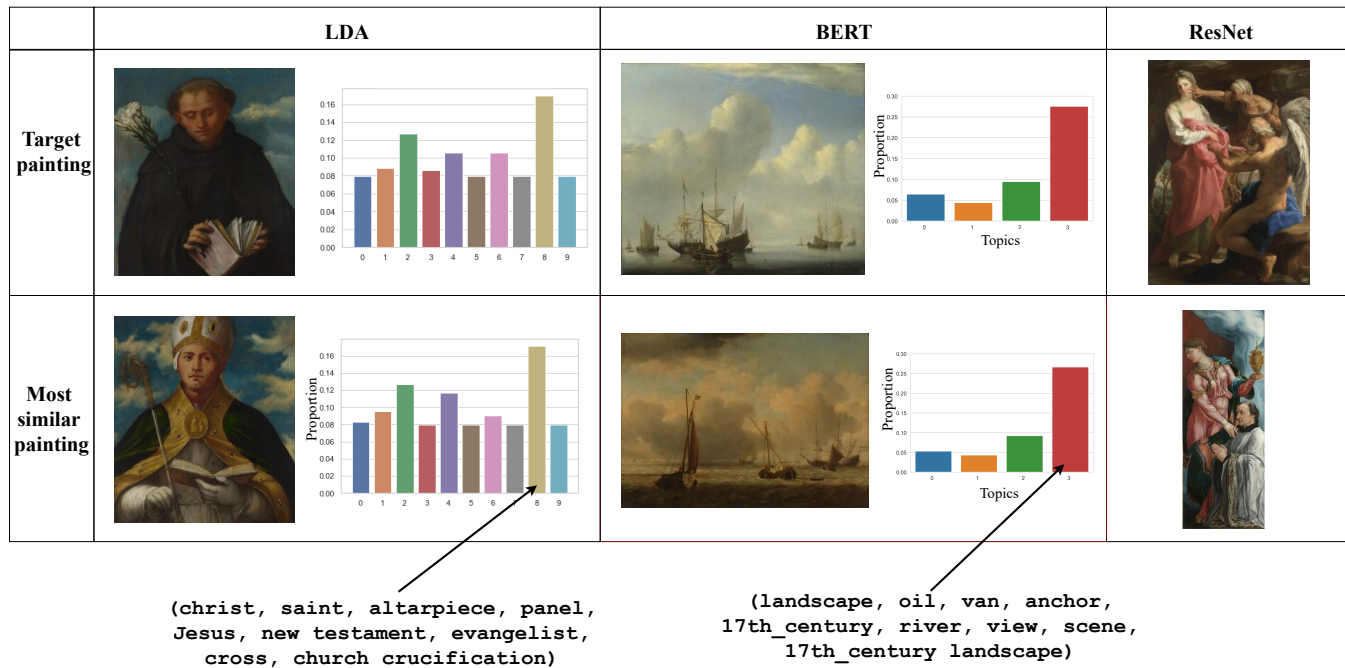 LDA
BERT
ResNet
Target
painting
0.16
0.14
0.12
0.10
0.08
0.06
0.04
0.02
0.00
0 1 2 3 4 5 6 7 8 9
Proportion
0.30
0.25
0.20
0.15
0.10
0.05
0.00
0 1 2 3
Topics
Most
similar
painting
Proportion
0.16
0.14
0.12
0.10
0.08
0.06
0.04
0.02
0.00
0 1 2 3 4 5 6 7 8 9
Proportion
0.30
0.25
0.20
0.15
0.10
0.05
0.00
0 1 2 3
Topics
(christ, saint, altarpiece, panel,
Jesus, new testament, evangelist,
cross, church crucification)
(landscape, oil, van, anchor,
17th_century, river, view, scene,
17th_century landscape)